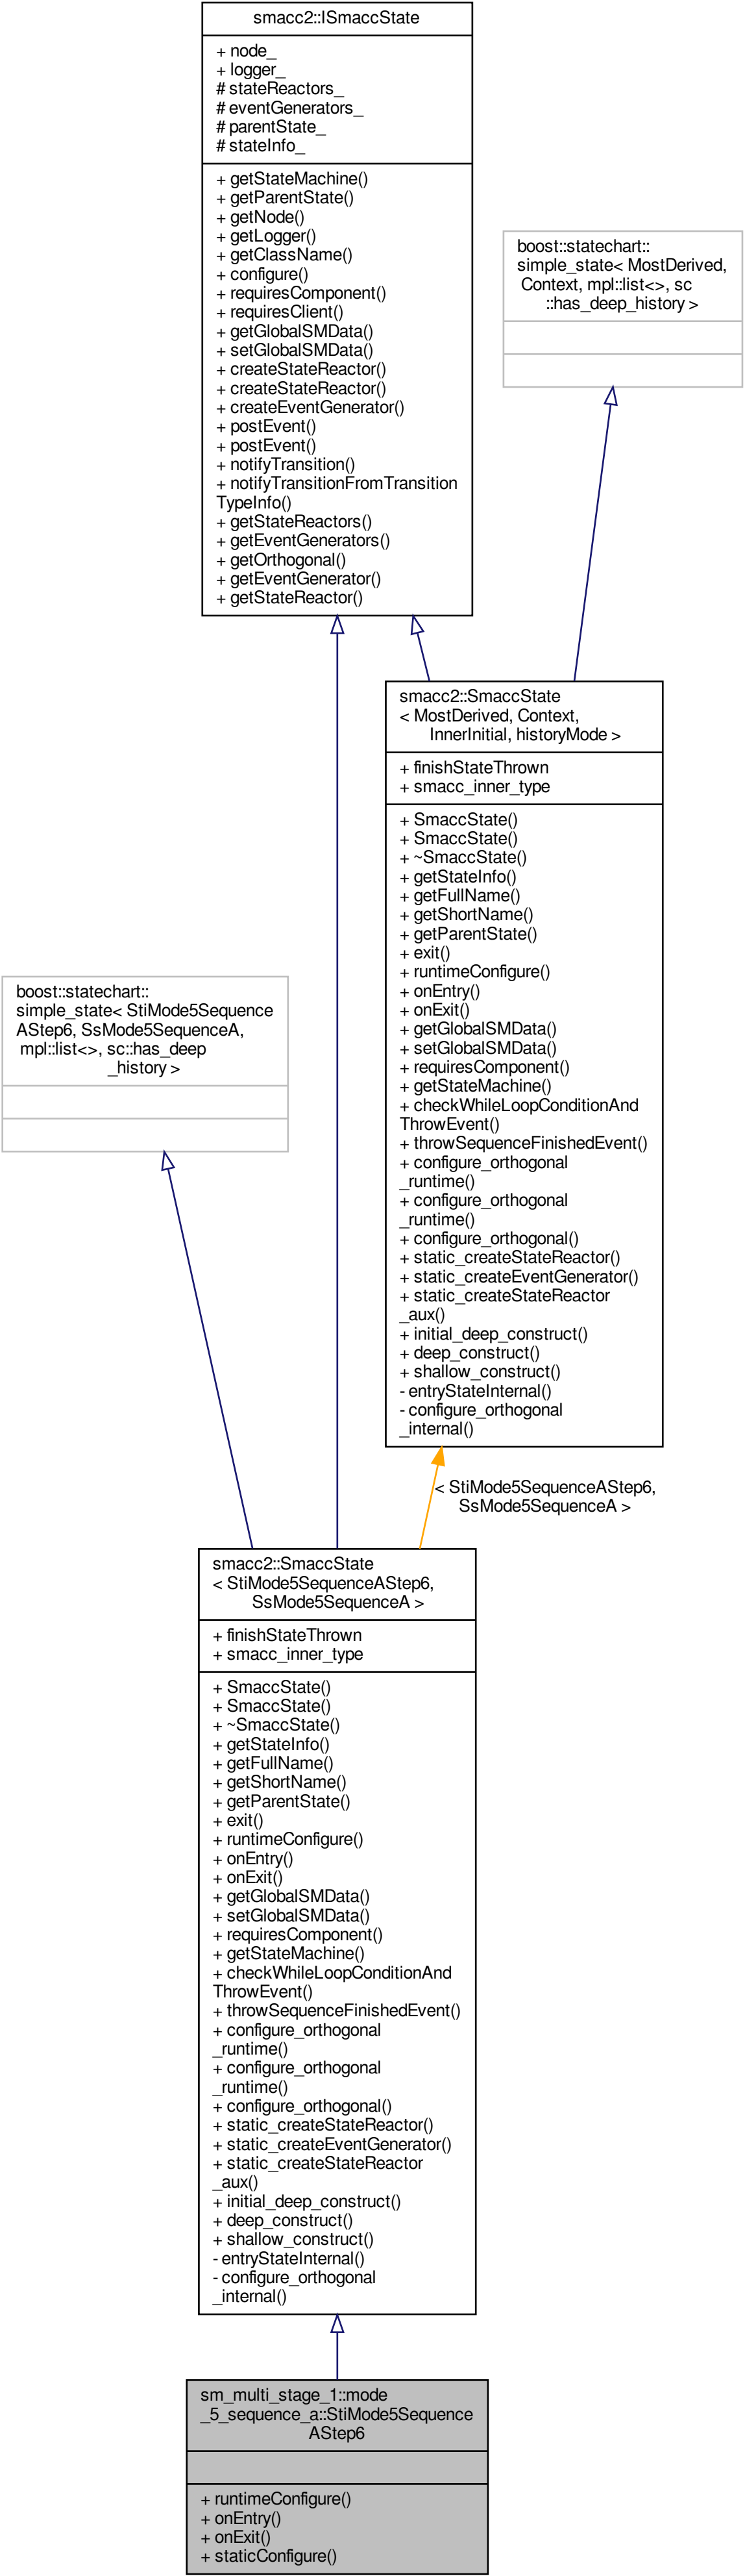 smacc2::ISmaccState
+ node_
+ logger_
# stateReactors_
# eventGenerators_
# parentState_
# stateInfo_
+ getStateMachine()
+ getParentState()
+ getNode()
+ getLogger()
+ getClassName()
+ configure()
+ requiresComponent()
+ requiresClient()
+ getGlobalSMData()
+ setGlobalSMData()
+ createStateReactor()
+ createStateReactor()
+ createEventGenerator()
+ postEvent()
+ postEvent()
+ notifyTransition()
+ notifyTransitionFromTransition
TypeInfo()
+ getStateReactors()
+ getEventGenerators()
+ getOrthogonal()
+ getEventGenerator()
+ getStateReactor()
boost::statechart::
simple_state< MostDerived,
Context, mpl::list<>, sc
::has_deep_history >
smacc2::SmaccState
< MostDerived, Context,
InnerInitial, historyMode >
+ finishStateThrown
+ smacc_inner_type
+ SmaccState()
+ SmaccState()
+ ~SmaccState()
+ getStateInfo()
+ getFullName()
+ getShortName()
+ getParentState()
+ exit()
+ runtimeConfigure()
+ onEntry()
+ onExit()
+ getGlobalSMData()
+ setGlobalSMData()
+ requiresComponent()
+ getStateMachine()
+ checkWhileLoopConditionAnd
ThrowEvent()
+ throwSequenceFinishedEvent()
+ configure_orthogonal
_runtime()
+ configure_orthogonal
_runtime()
+ configure_orthogonal()
+ static_createStateReactor()
+ static_createEventGenerator()
+ static_createStateReactor
_aux()
+ initial_deep_construct()
+ deep_construct()
+ shallow_construct()
- entryStateInternal()
- configure_orthogonal
_internal()
boost::statechart::
simple_state< StiMode5Sequence
AStep6, SsMode5SequenceA,
mpl::list<>, sc::has_deep
_history >
< StiMode5SequenceAStep6,
SsMode5SequenceA >
smacc2::SmaccState
< StiMode5SequenceAStep6,
SsMode5SequenceA >
+ finishStateThrown
+ smacc_inner_type
+ SmaccState()
+ SmaccState()
+ ~SmaccState()
+ getStateInfo()
+ getFullName()
+ getShortName()
+ getParentState()
+ exit()
+ runtimeConfigure()
+ onEntry()
+ onExit()
+ getGlobalSMData()
+ setGlobalSMData()
+ requiresComponent()
+ getStateMachine()
+ checkWhileLoopConditionAnd
ThrowEvent()
+ throwSequenceFinishedEvent()
+ configure_orthogonal
_runtime()
+ configure_orthogonal
_runtime()
+ configure_orthogonal()
+ static_createStateReactor()
+ static_createEventGenerator()
+ static_createStateReactor
_aux()
+ initial_deep_construct()
+ deep_construct()
+ shallow_construct()
- entryStateInternal()
- configure_orthogonal
_internal()
sm_multi_stage_1::mode
_5_sequence_a::StiMode5Sequence
AStep6
+ runtimeConfigure()
+ onEntry()
+ onExit()
+ staticConfigure()